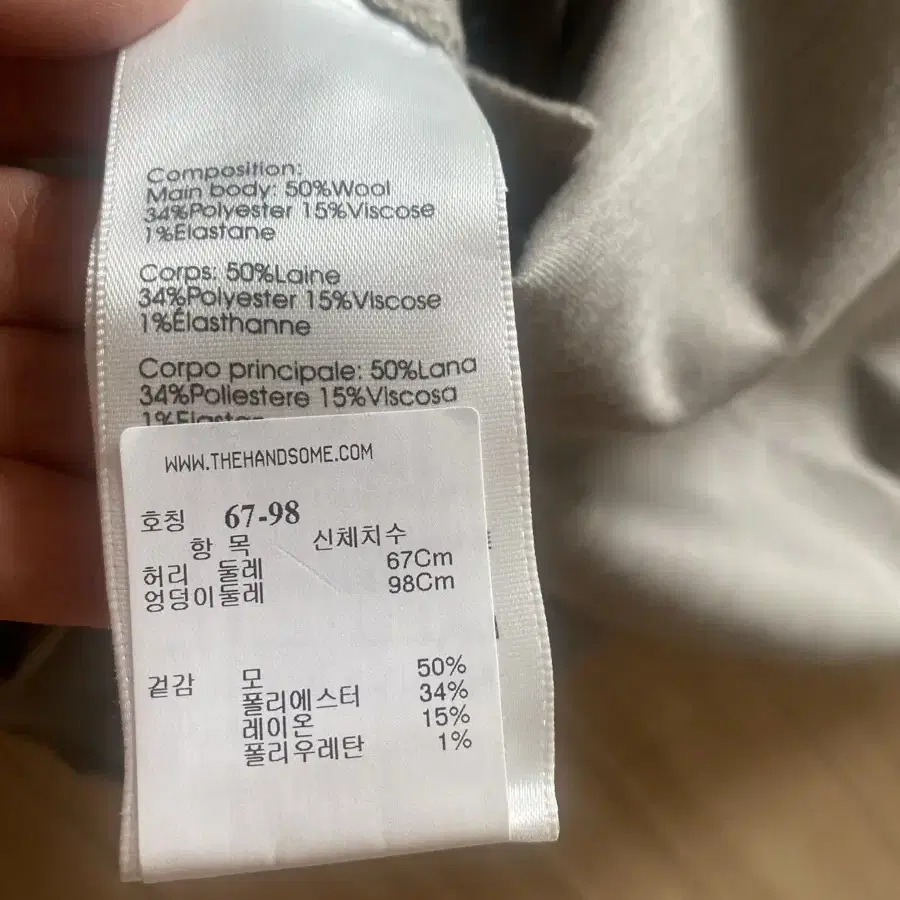 Composition:
Main body: 50%Wool
34%Polyester 15%Viscose
1%Elastane
Corps: 50%Laine
34%Polyester 15%Viscose
1%Élasthanne
Corpo principale: 50%Lana
34%Poliestere 15%Viscosa
WWW.THEHANDSOME.COM
호칭 67-98
항 목 신체치수
허리 둘레 67Cm
엉덩이둘레 98Cm
겉감 모 50%
폴리에스터 34%
레이온 15%
폴리우레탄 1%